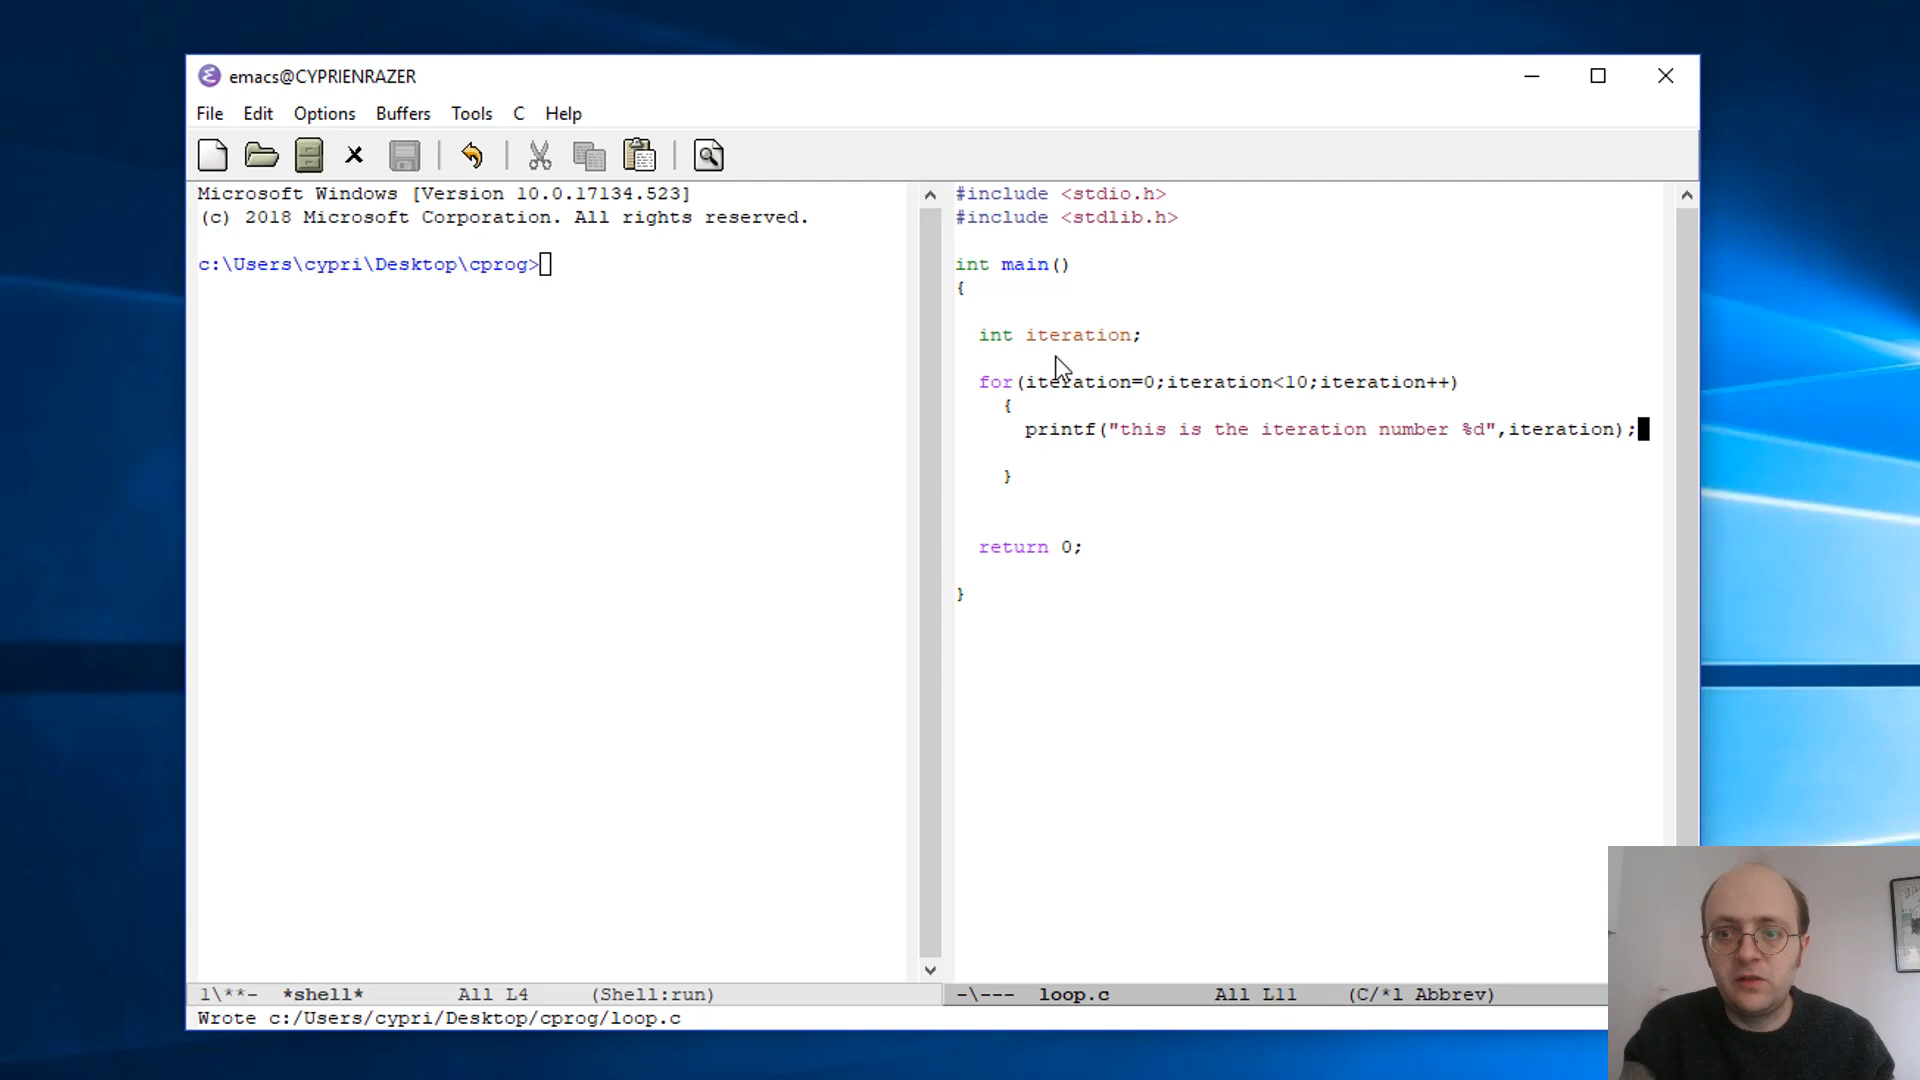 emacs@CYPRIENRAZER
File Edit Options Buffers Tools C Help
Microsoft Windows [Version 10.0.17134.523]
(c) 2018 Microsoft Corporation. All rights reserved.
c:\Users\cypri\Desktop\cprog>
1\**- *shell* All L4 (Shell:run)
#include <stdio.h>
#include <stdlib.h>
int main()
{
int iteration;
for(iteration=0;iteration<10;iteration++)
{
printf("this is the iteration number %d",iteration);
}
return 0;
}
-\--- loop.c All L11 (C/*l Abbrev)
Wrote c:/Users/cypri/Desktop/cprog/loop.c